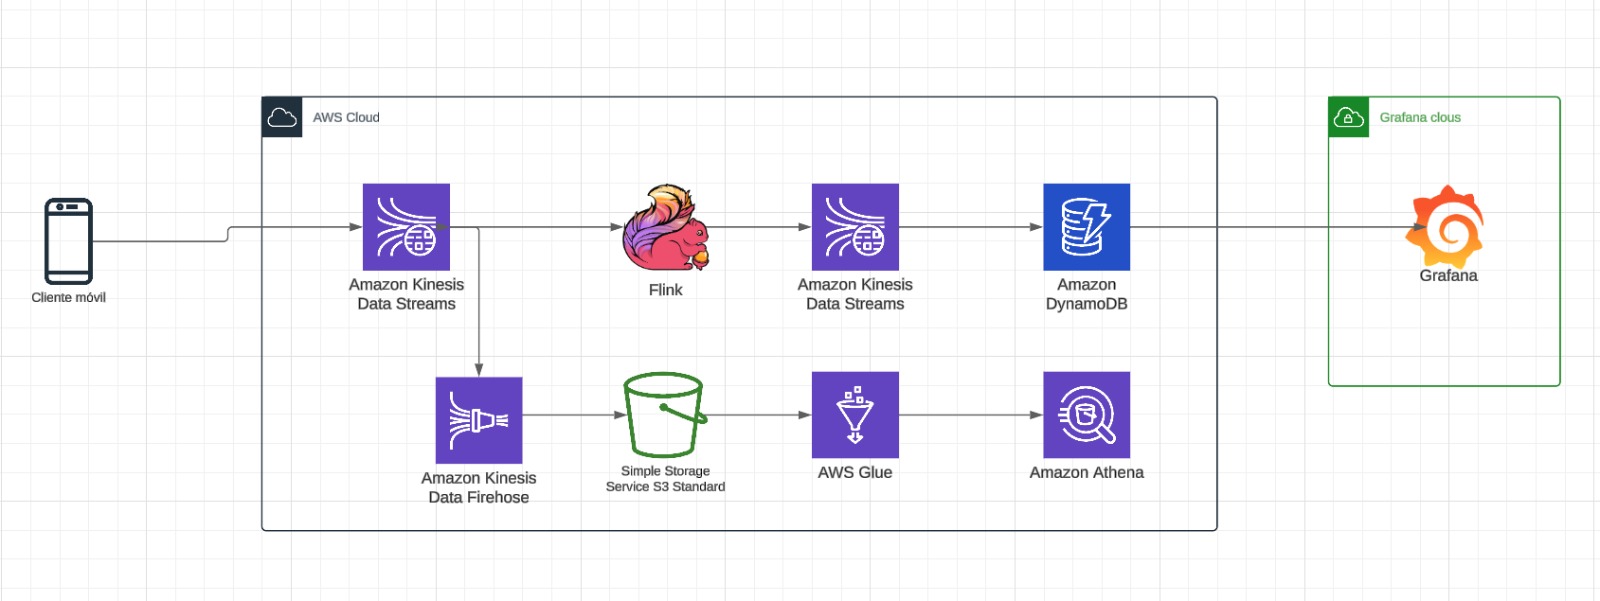 AWS Cloud
Grafana clous
Cliente móvil
Amazon Kinesis
Data Streams
Flink
Amazon Kinesis
Data Streams
Amazon
DynamoDB
Grafana
Amazon Kinesis
Data Firehose
Simple Storage
Service S3 Standard
AWS Glue
Amazon Athena